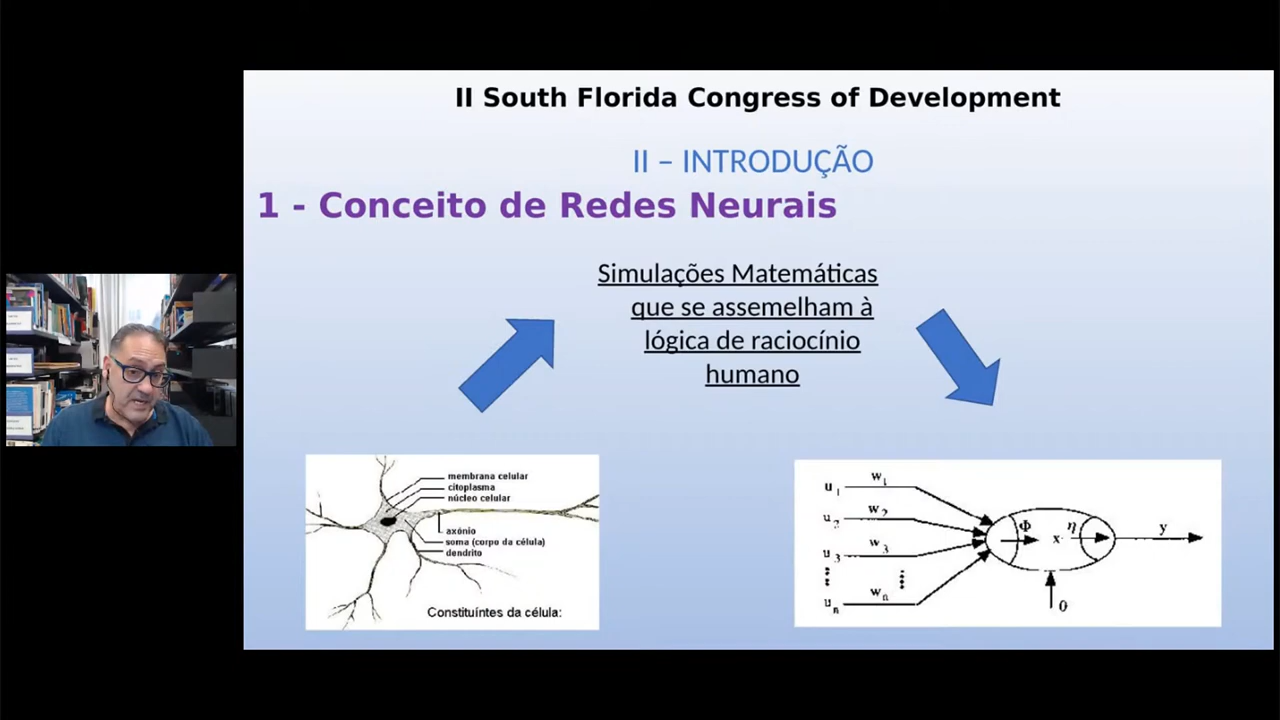 II South Florida Congress of Development
II – INTRODUÇÃO
1 - Conceito de Redes Neurais
Simulações Matemáticas
que se assemelham à
lógica de raciocínio
humano
membrana celular
citoplasma
núcleo celular
axónio
soma (corpo da célula)
dendrito
Constituíntes da célula:
u1 w1
u2 w2
u3 w3
un wn
Φ x η y
θ